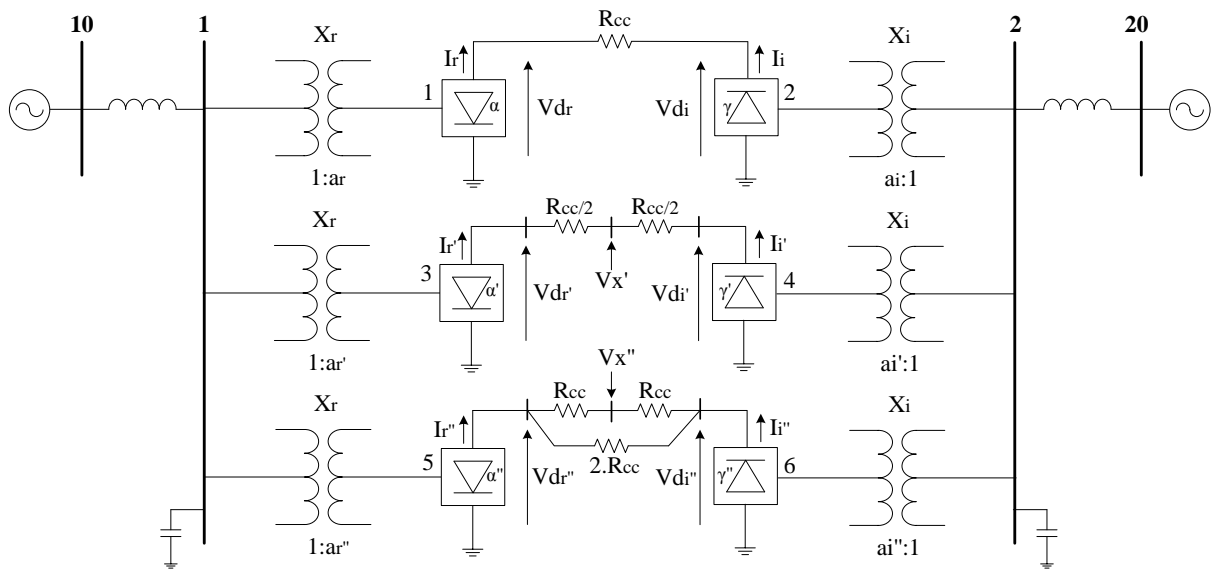 10 1 Xr Rcc Xi 2 20
Ir Ii
1 α Vdr Vdi γ 2
1:ar ai:1
Xr Rcc/2 Rcc/2 Xi
Ir' Ii'
3 α' Vdr' Vx' Vdi' γ' 4
1:ar' ai':1
Vx"
Xr Rcc Rcc Xi
Ir" Ii"
5 α" Vdr" 2.Rcc Vdi" γ" 6
1:ar" ai":1